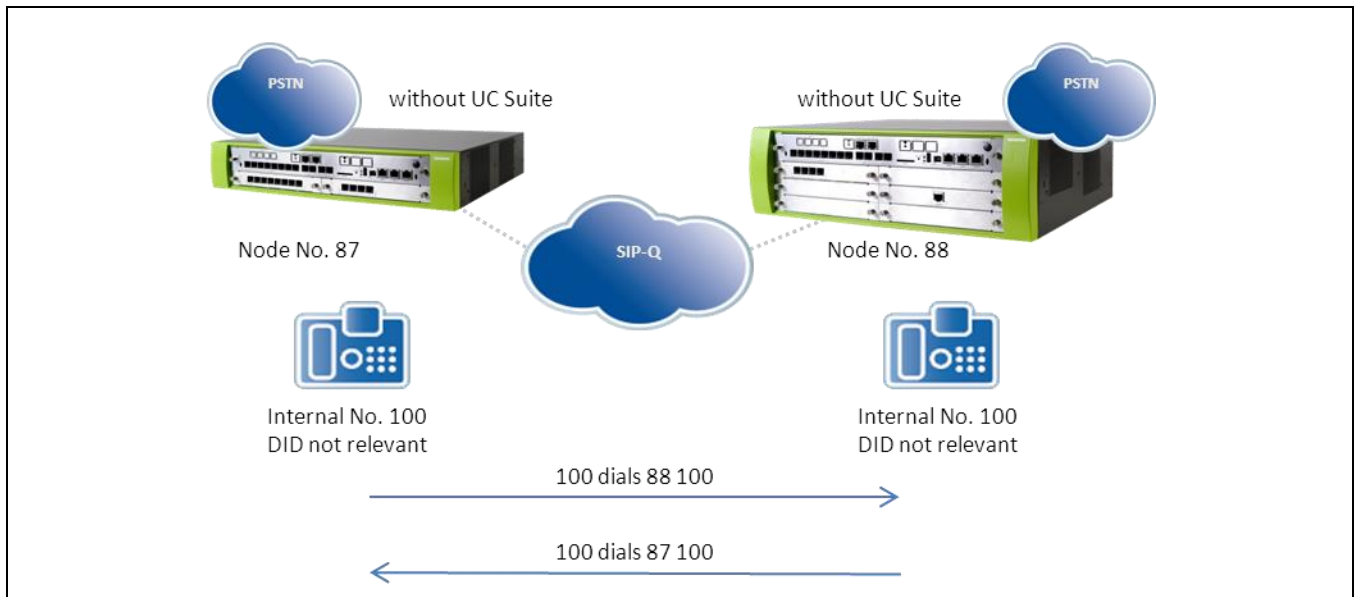 PSTN
without UC Suite
without UC Suite
PSTN
Node No. 87
SIP-Q
Node No. 88
Internal No. 100
DID not relevant
Internal No. 100
DID not relevant
100 dials 88 100
100 dials 87 100